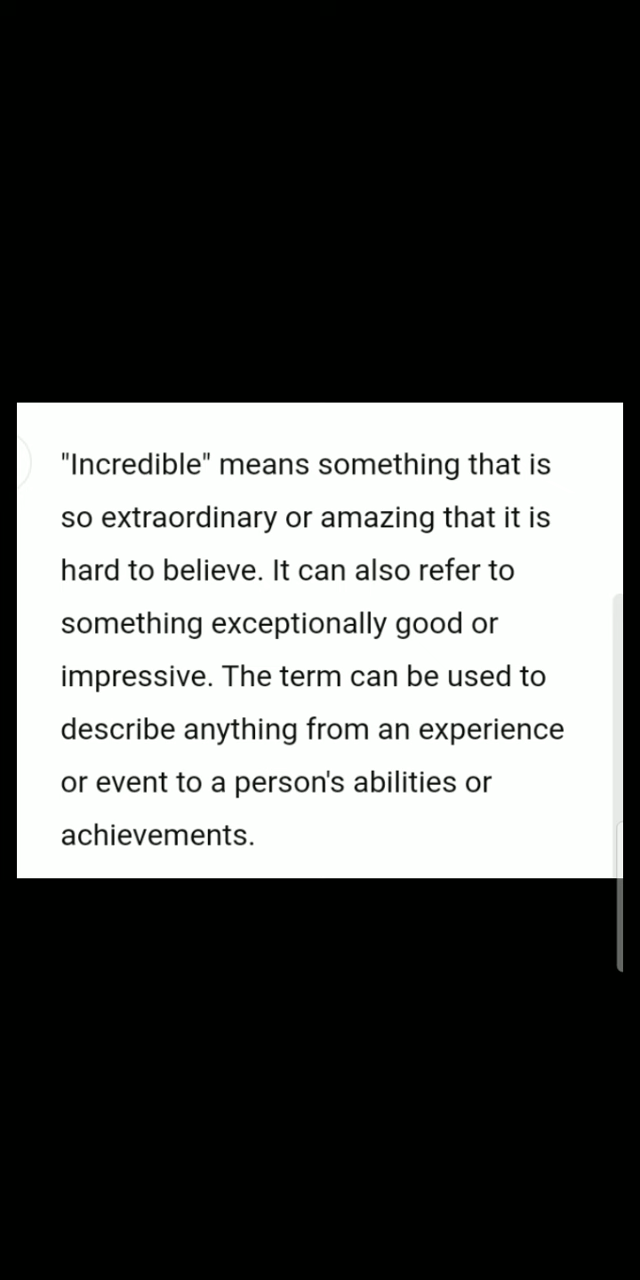 "Incredible" means something that is
so extraordinary or amazing that it is
hard to believe. It can also refer to
something exceptionally good or
impressive. The term can be used to
describe anything from an experience
or event to a person's abilities or
achievements.